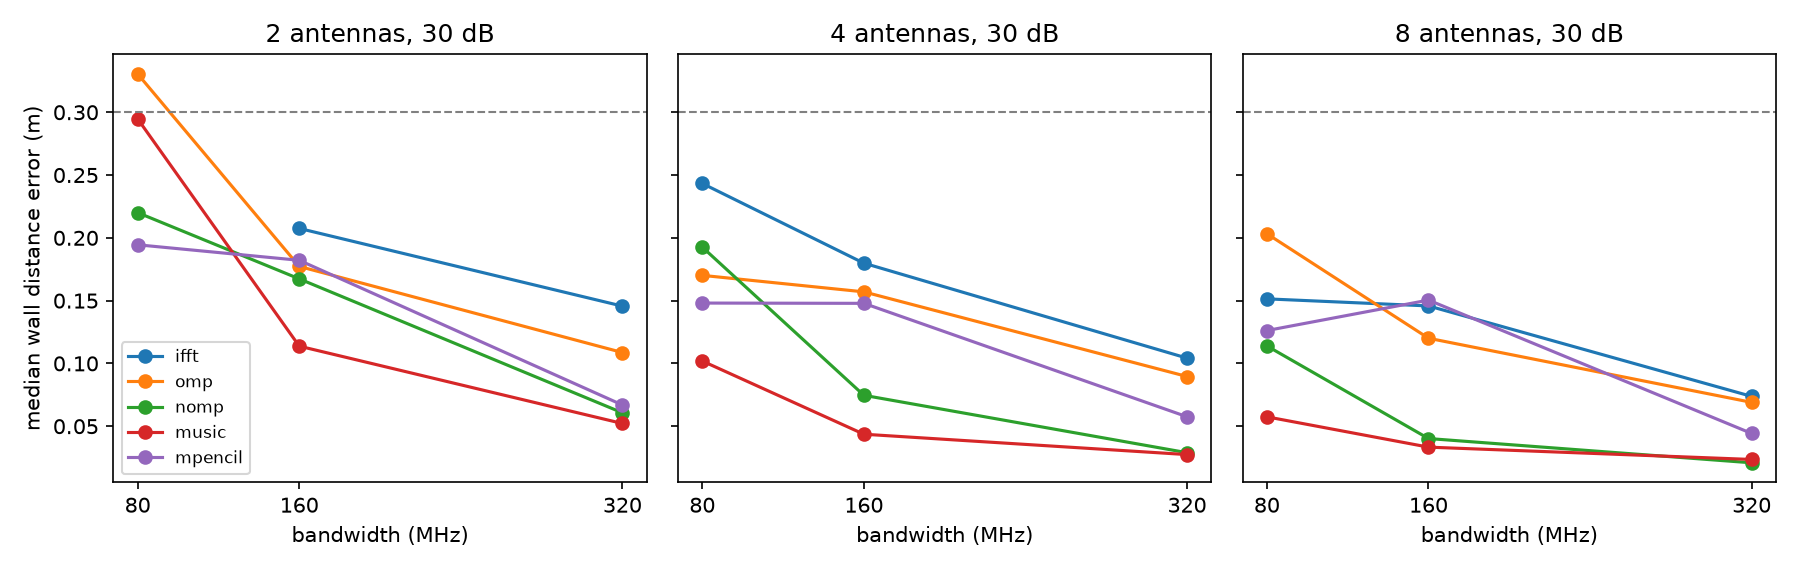 2 antennas, 30 dB
4 antennas, 30 dB
8 antennas, 30 dB
median wall distance error (m)
0.30
0.25
0.20
0.15
0.10
0.05
ifft
omp
nomp
music
mpencil
80
160
320
80
160
320
80
160
320
bandwidth (MHz)
bandwidth (MHz)
bandwidth (MHz)